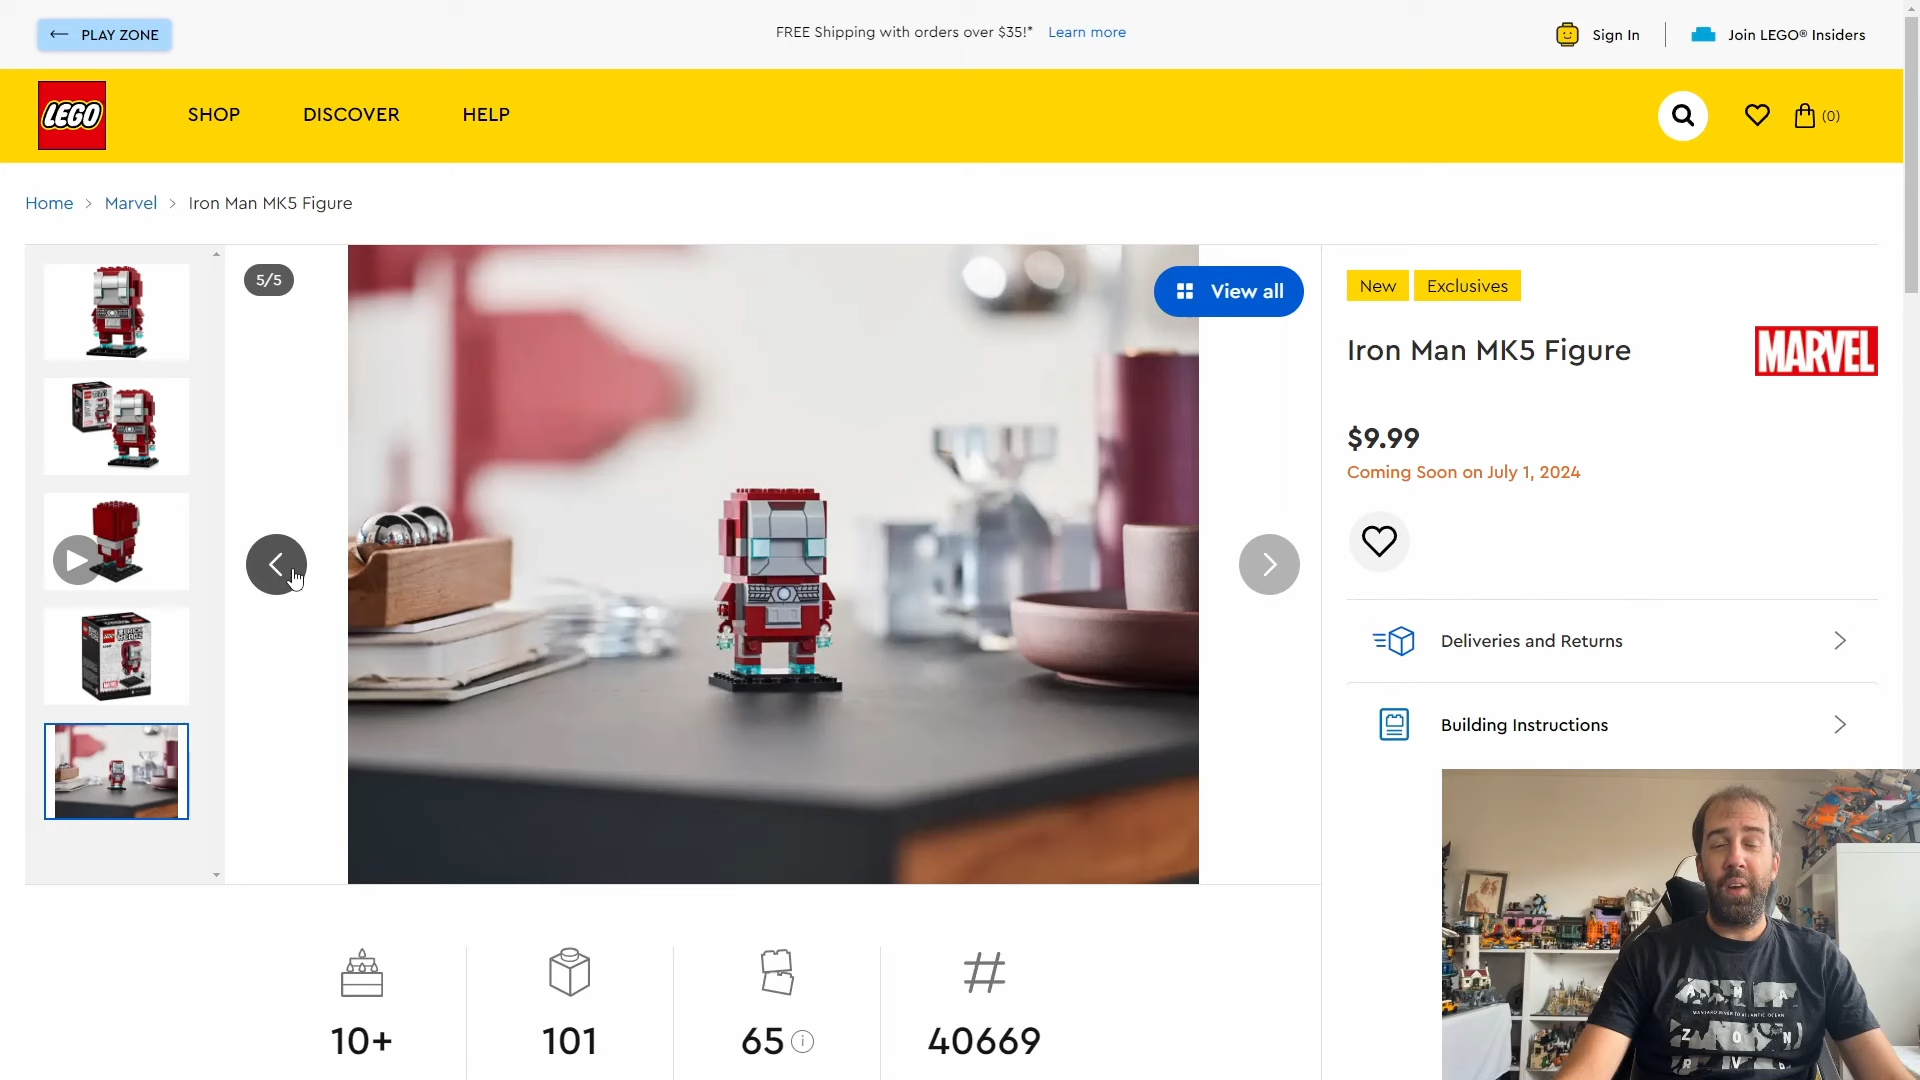 PLAY ZONE
FREE Shipping with orders over $35!* Learn more
Sign In
Join LEGO® Insiders
LEGO
SHOP
DISCOVER
HELP
(0)
Home > Marvel > Iron Man MK5 Figure
5/5
View all
New
Exclusives
Iron Man MK5 Figure
MARVEL
$9.99
Coming Soon on July 1, 2024
Deliveries and Returns
Building Instructions
10+
101
65
40669